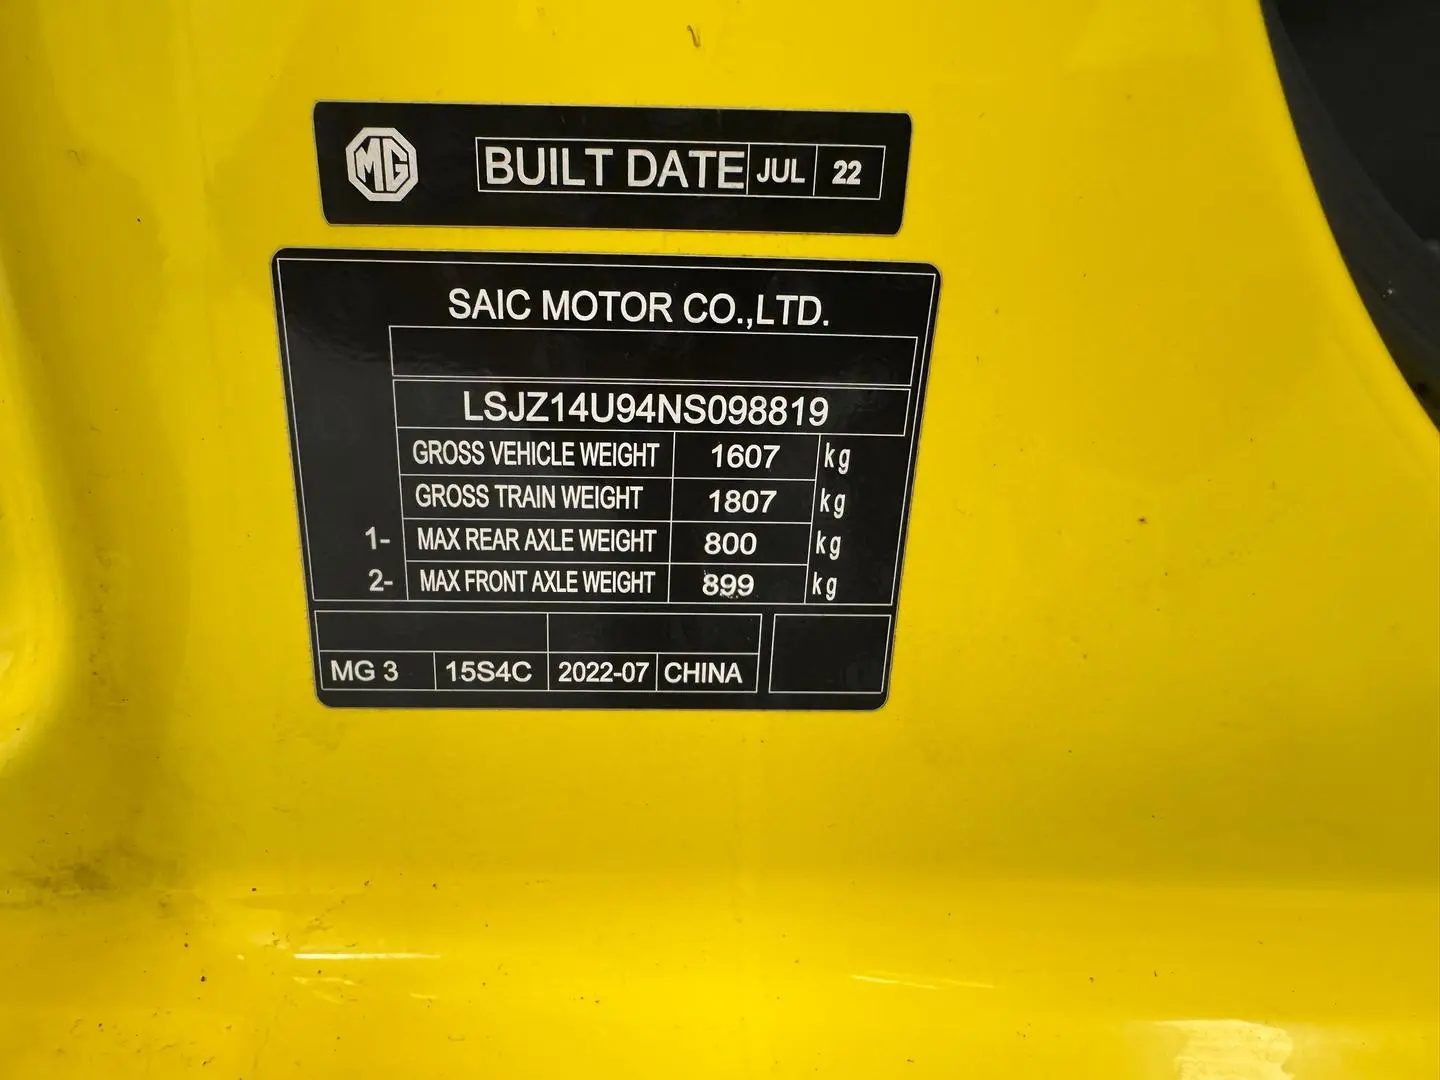 MG BUILT DATE JUL 22
SAIC MOTOR CO.,LTD.
LSJZ14U94NS098819
GROSS VEHICLE WEIGHT 1607 kg
GROSS TRAIN WEIGHT 1807 kg
1- MAX REAR AXLE WEIGHT 800 kg
2- MAX FRONT AXLE WEIGHT 899 kg
MG 3 15S4C 2022-07 CHINA